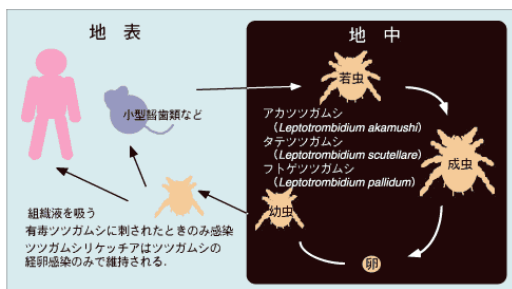 地 表
地 中
小型齧歯類など
若虫
アカツツガムシ
(Leptotrombidium akamushi)
タテツツガムシ
(Leptotrombidium scutellare)
フトゲツツガムシ
(Leptotrombidium pallidum)
成虫
幼虫
卵
組織液を吸う
有毒ツツガムシに刺されたときのみ感染
ツツガムシリケッチアはツツガムシの
経卵感染のみで維持される.